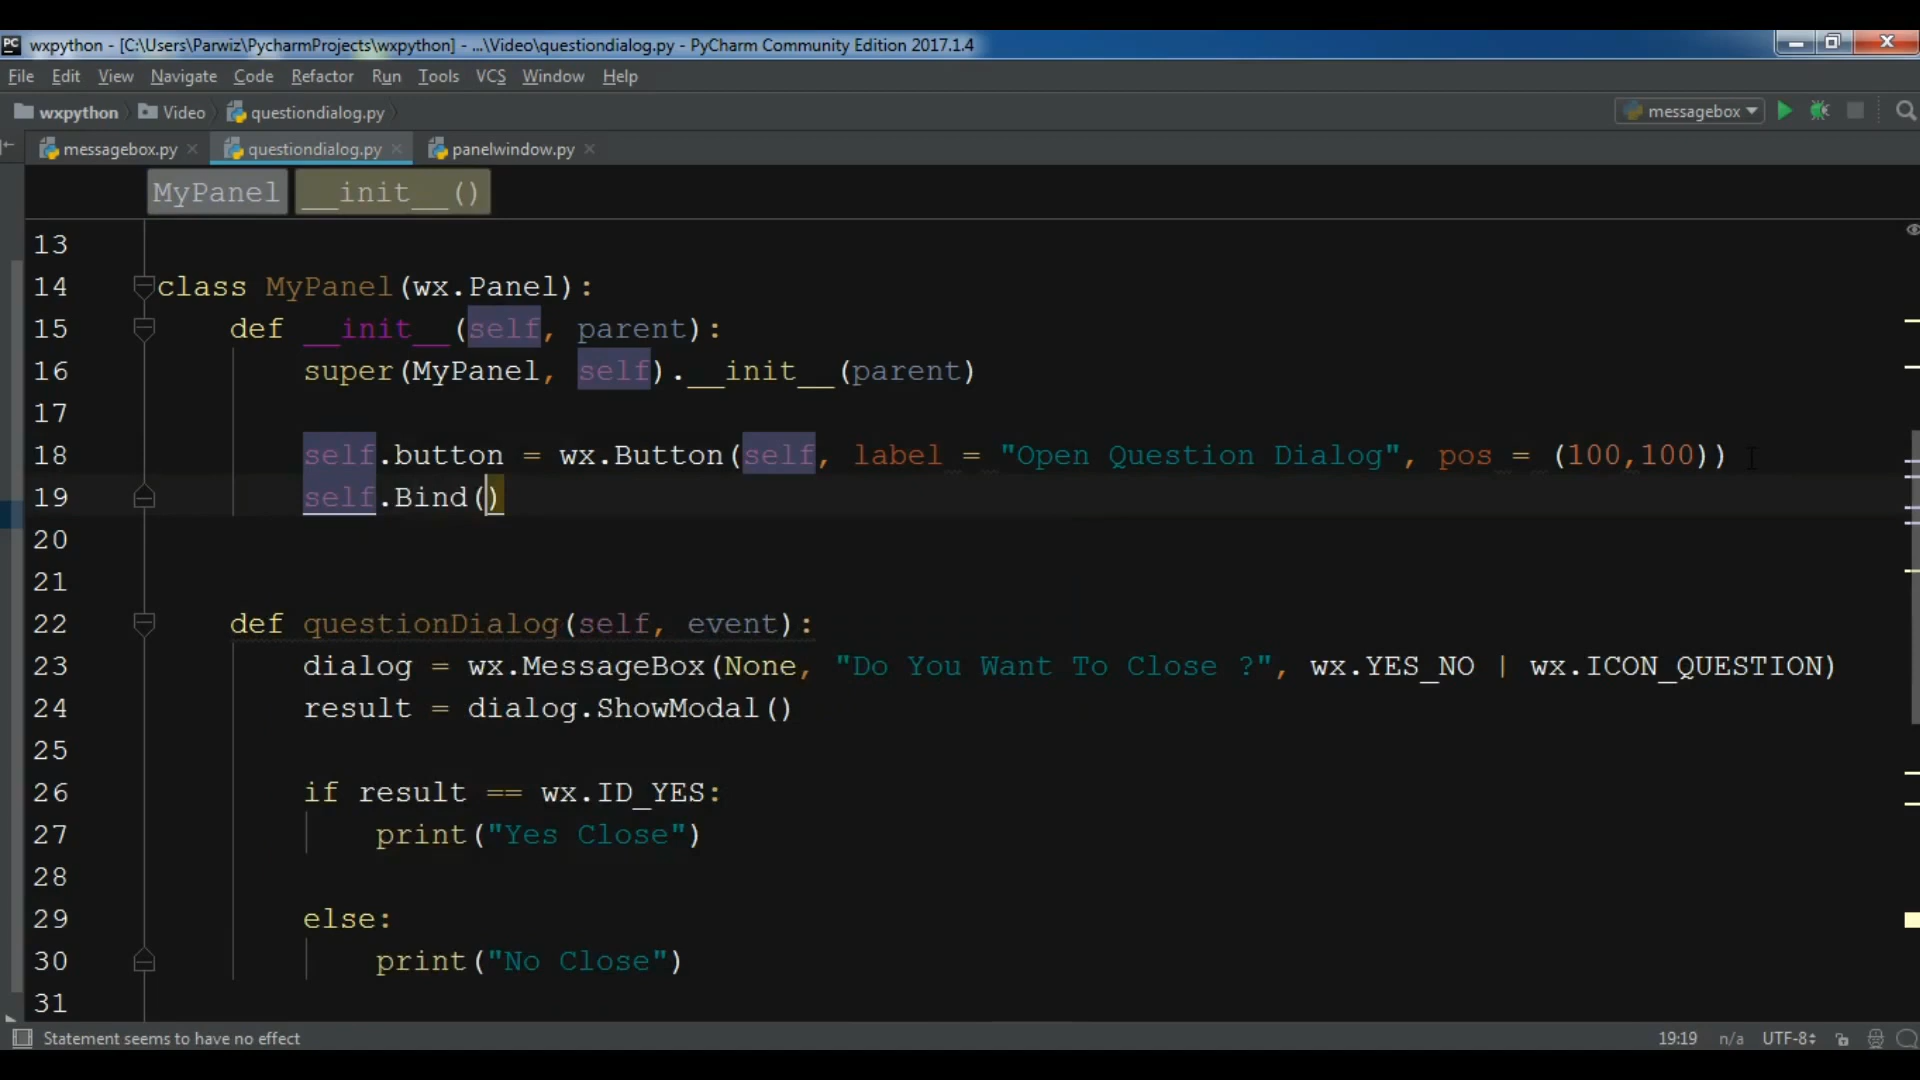 wxpython - [C:\Users\Parwiz\PycharmProjects\wxpython] - ...\Video\questiondialog.py - PyCharm Community Edition 2017.1.4
File Edit View Navigate Code Refactor Run Tools VCS Window Help
wxpython Video questiondialog.py messagebox
messagebox.py questiondialog.py panelwindow.py
MyPanel __init__()
13
14 class MyPanel(wx.Panel):
15 def __init__(self, parent):
16 super(MyPanel, self).__init__(parent)
17
18 self.button = wx.Button(self, label = "Open Question Dialog", pos = (100,100))
19 self.Bind()
20
21
22 def questionDialog(self, event):
23 dialog = wx.MessageBox(None, "Do You Want To Close ?", wx.YES_NO | wx.ICON_QUESTION)
24 result = dialog.ShowModal()
25
26 if result == wx.ID_YES:
27 print("Yes Close")
28
29 else:
30 print("No Close")
31
Statement seems to have no effect 19:19 n/a UTF-8